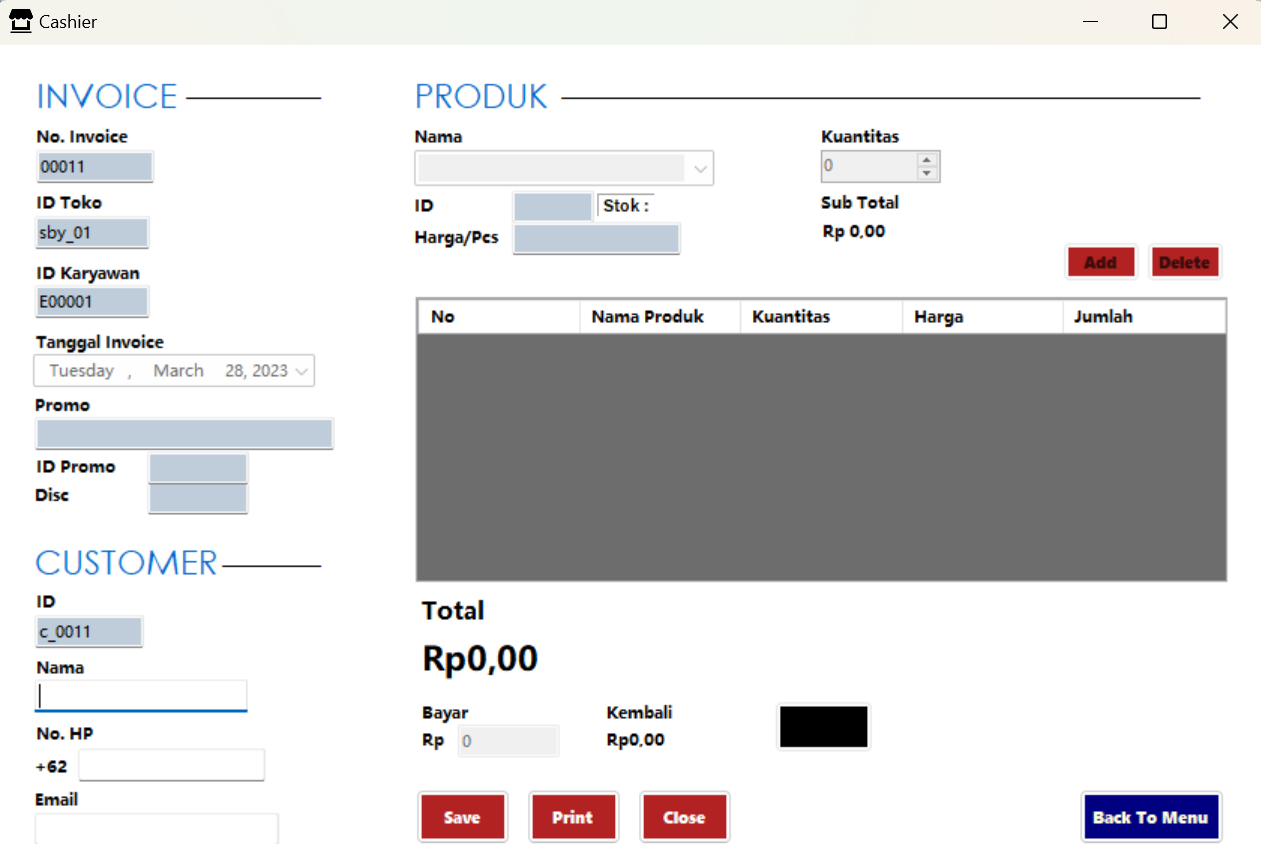 Cashier
INVOICE
No. Invoice
00011
ID Toko
sby_01
ID Karyawan
E00001
Tanggal Invoice
Tuesday , March 28, 2023
Promo
ID Promo
Disc
CUSTOMER
ID
c_0011
Nama
No. HP
+62
Email
PRODUK
Nama
Kuantitas
0
ID
Stok :
Sub Total
Harga/Pcs
Rp 0,00
Add
Delete
No
Nama Produk
Kuantitas
Harga
Jumlah
Total
Rp0,00
Bayar
Kembali
Rp
0
Rp0,00
Save
Print
Close
Back To Menu